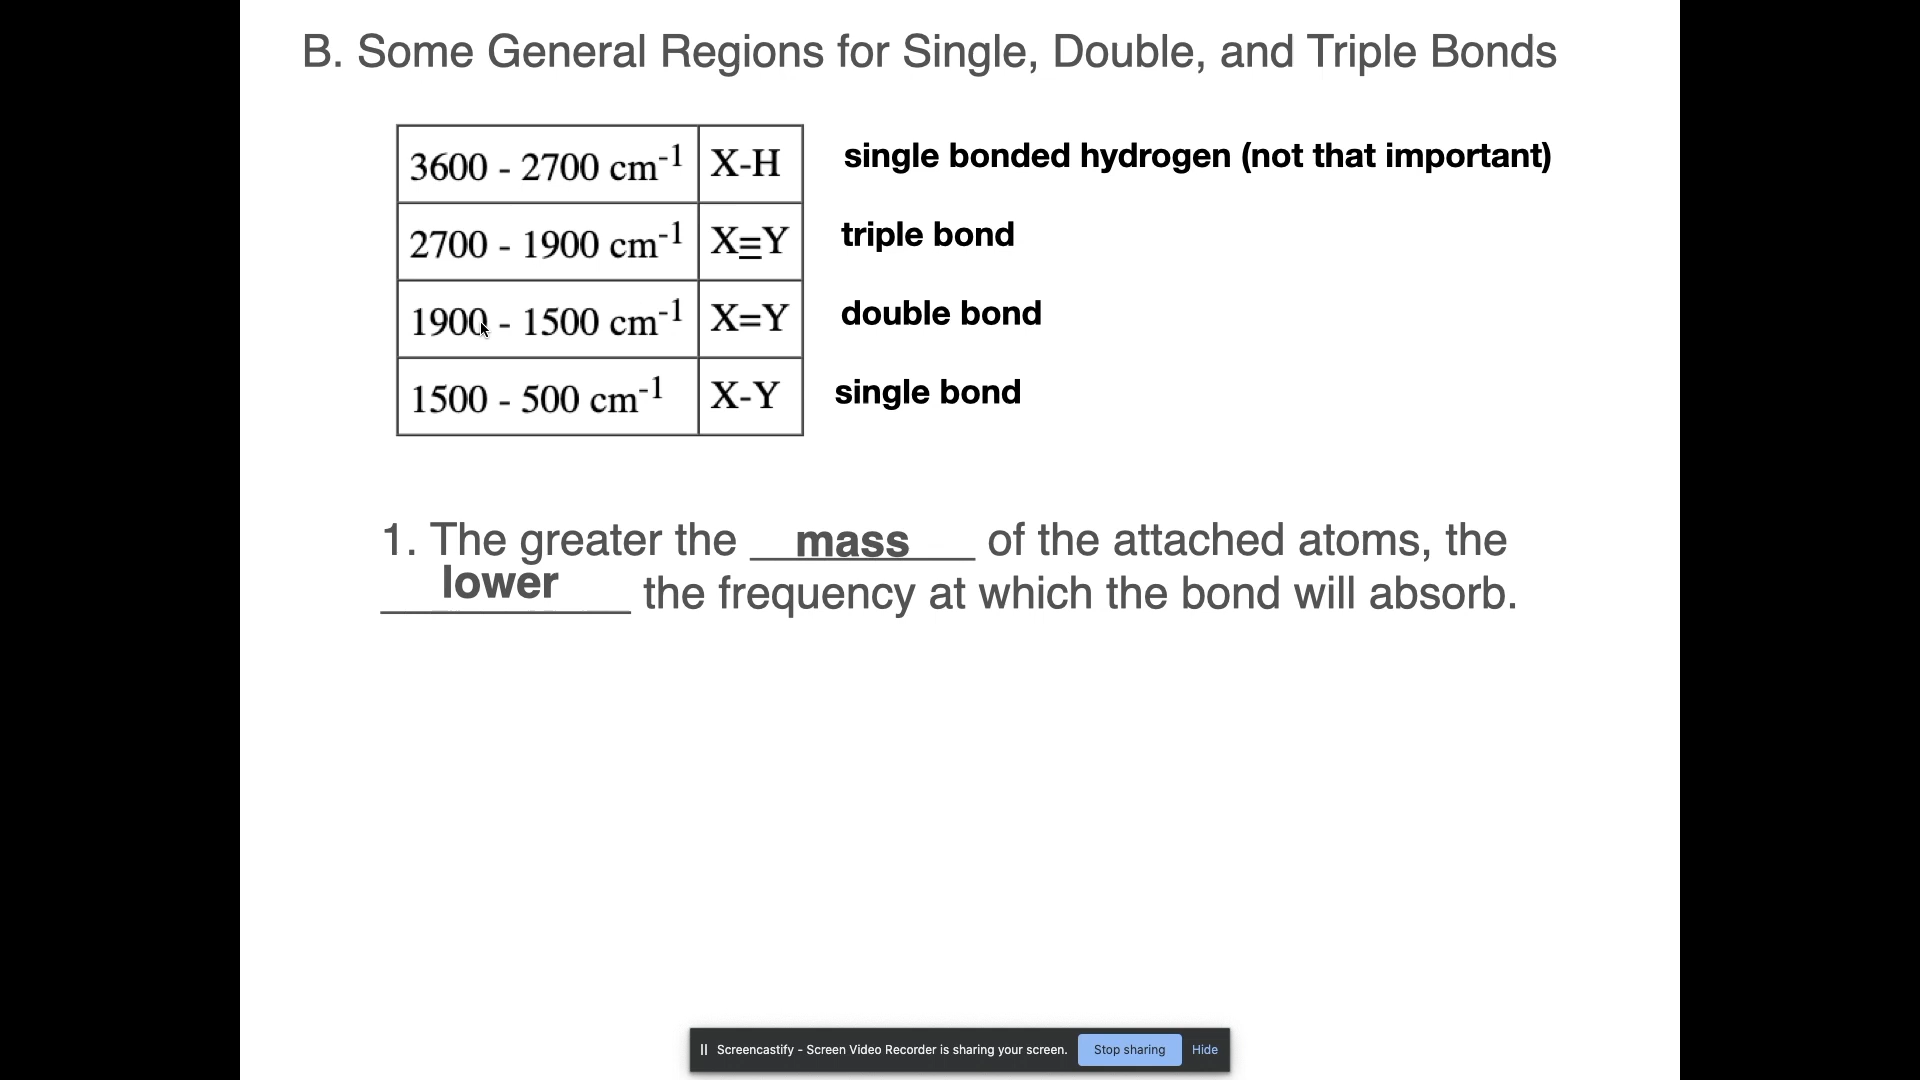 B. Some General Regions for Single, Double, and Triple Bonds
3600 - 2700 cm-1 X-H single bonded hydrogen (not that important)
2700 - 1900 cm-1 X≡Y triple bond
1900 - 1500 cm-1 X=Y double bond
1500 - 500 cm-1 X-Y single bond
1. The greater the mass of the attached atoms, the
lower the frequency at which the bond will absorb.
Screencastify - Screen Video Recorder is sharing your screen. Stop sharing Hide